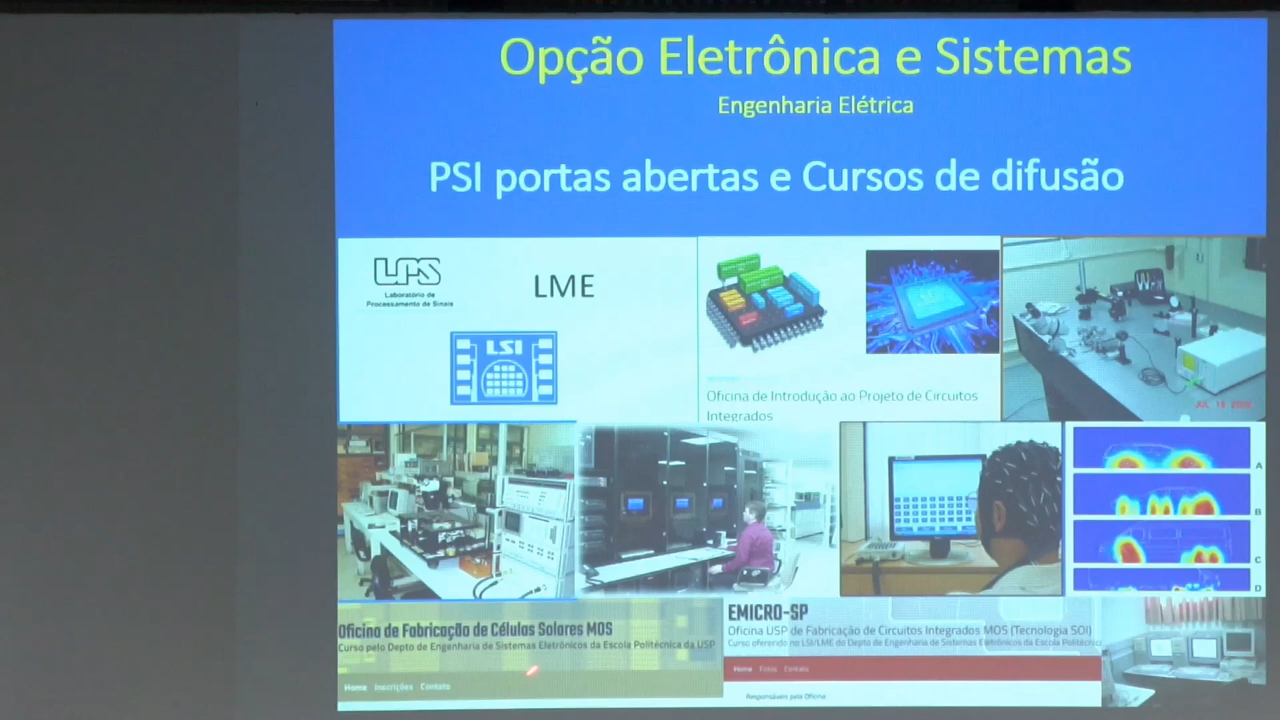 Opção Eletrônica e Sistemas
Engenharia Elétrica
PSI portas abertas e Cursos de difusão
LPS
Laboratório de
Processamento de Sinais
LME
LSI
Oficina de Introdução ao Projeto de Circuitos
Integrados
A
B
C
D
Oficina de Fabricação de Células Solares MOS
Curso pelo Depto de Engenharia de Sistemas Eletrônicos da Escola Politécnica da USP
Home Inscrições Contato
EMICRO-SP
Oficina USP de Fabricação de Circuitos Integrados MOS (Tecnologia SOI)
Curso oferecido no LSI/LME do Depto de Engenharia de Sistemas Eletrônicos da Escola Politécnic
Home Fotos Contato
Responsáveis pela Oficina: